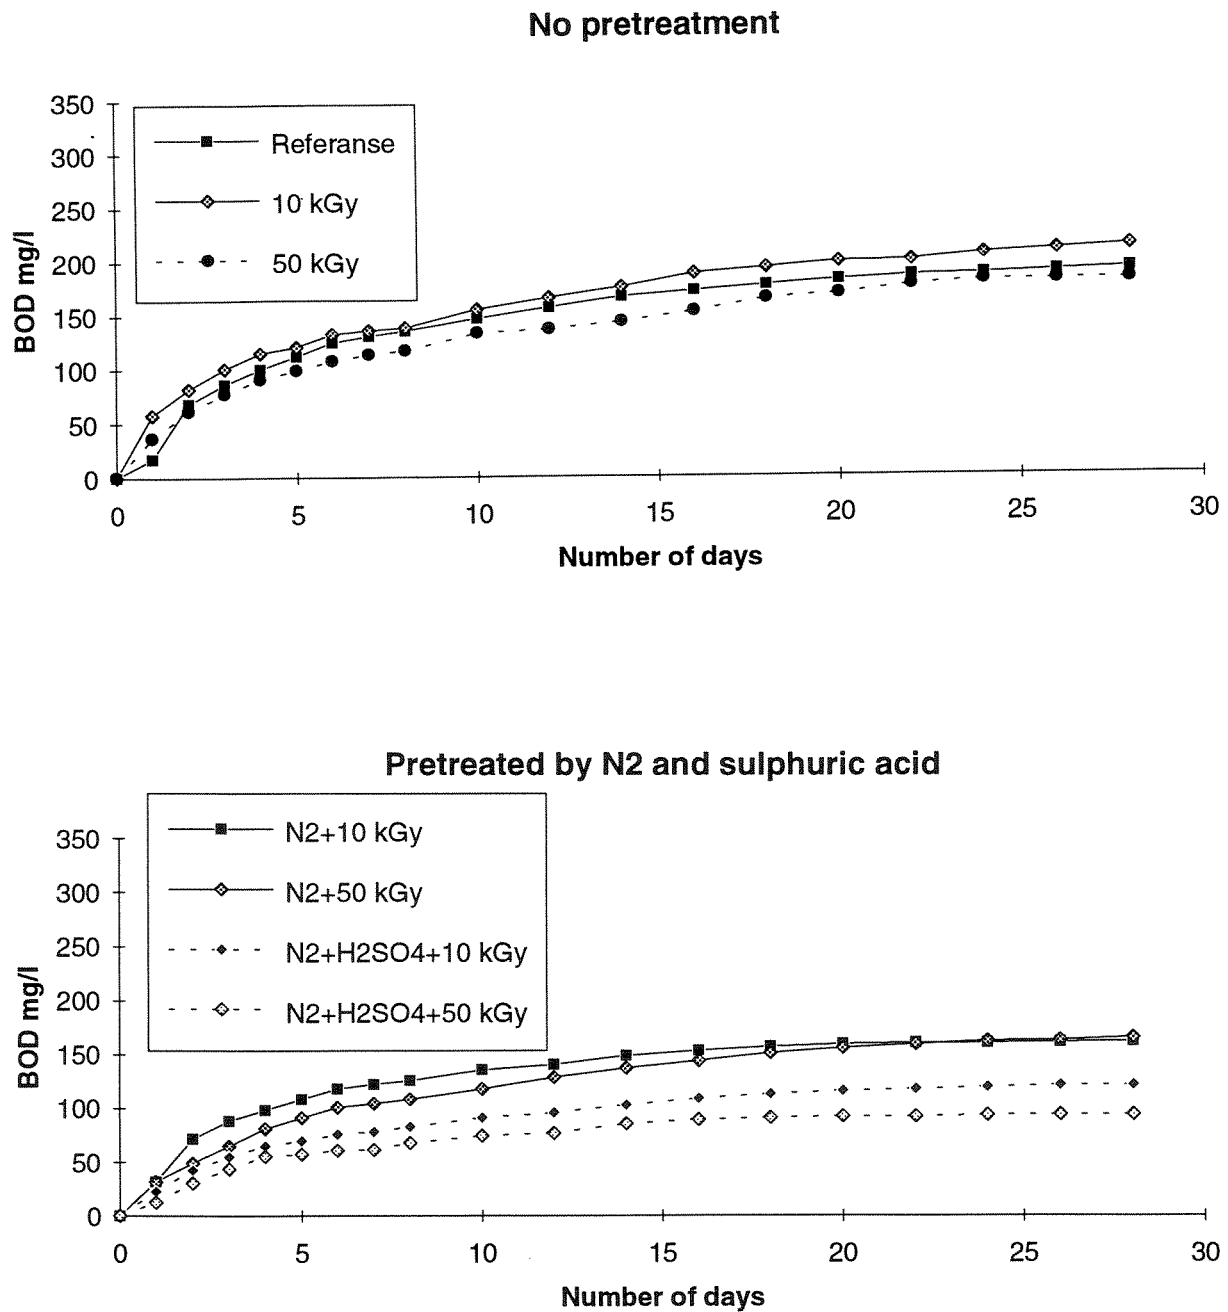 No pretreatment
350
300
250
200
150
100
50
0
BOD mg/l
Referanse
10 kGy
50 kGy
0 5 10 15 20 25 30
Number of days
Pretreated by N2 and sulphuric acid
350
300
250
200
150
100
50
0
BOD mg/l
N2+10 kGy
N2+50 kGy
N2+H2SO4+10 kGy
N2+H2SO4+50 kGy
0 5 10 15 20 25 30
Number of days